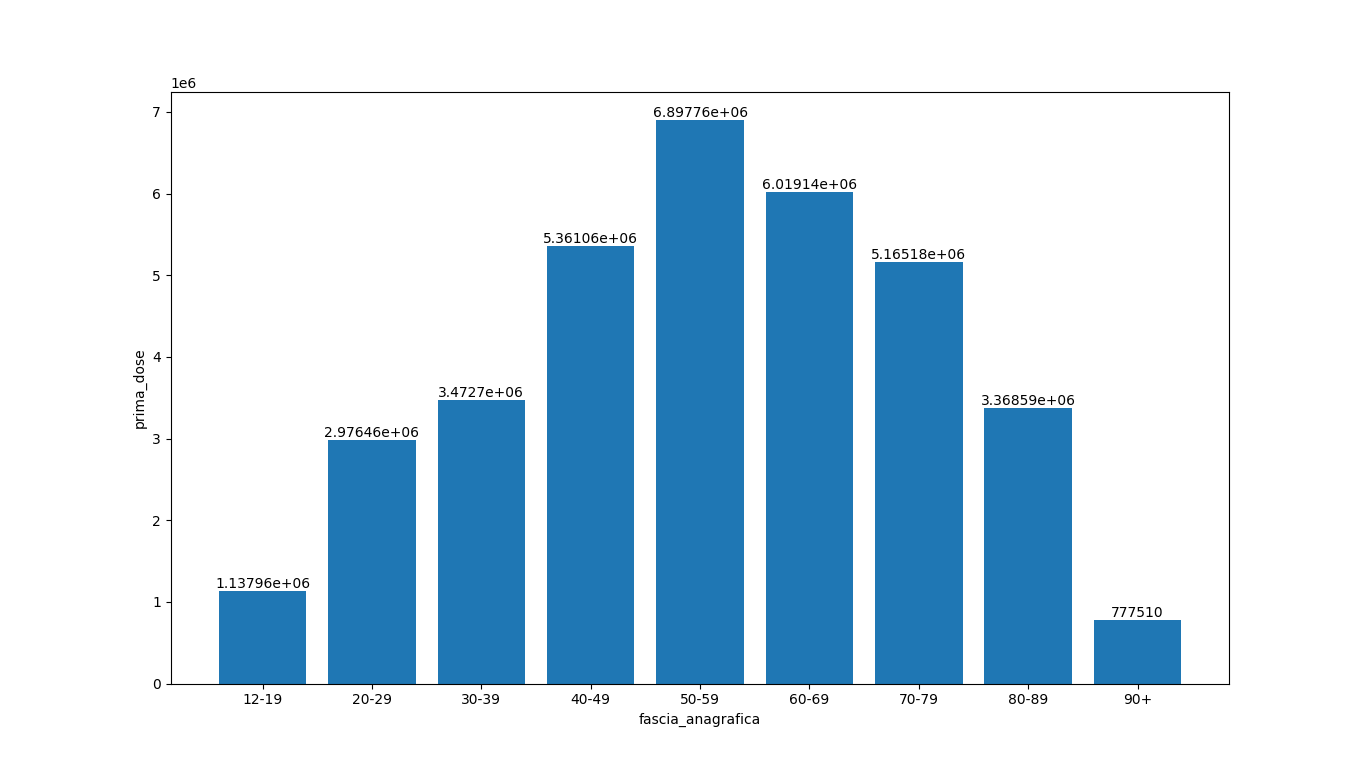 1e6
7
6
5
4
3
2
1
0
prima_dose
6.89776e+06
6.01914e+06
5.36106e+06
5.16518e+06
3.4727e+06
3.36859e+06
2.97646e+06
1.13796e+06
777510
12-19 20-29 30-39 40-49 50-59 60-69 70-79 80-89 90+
fascia_anagrafica